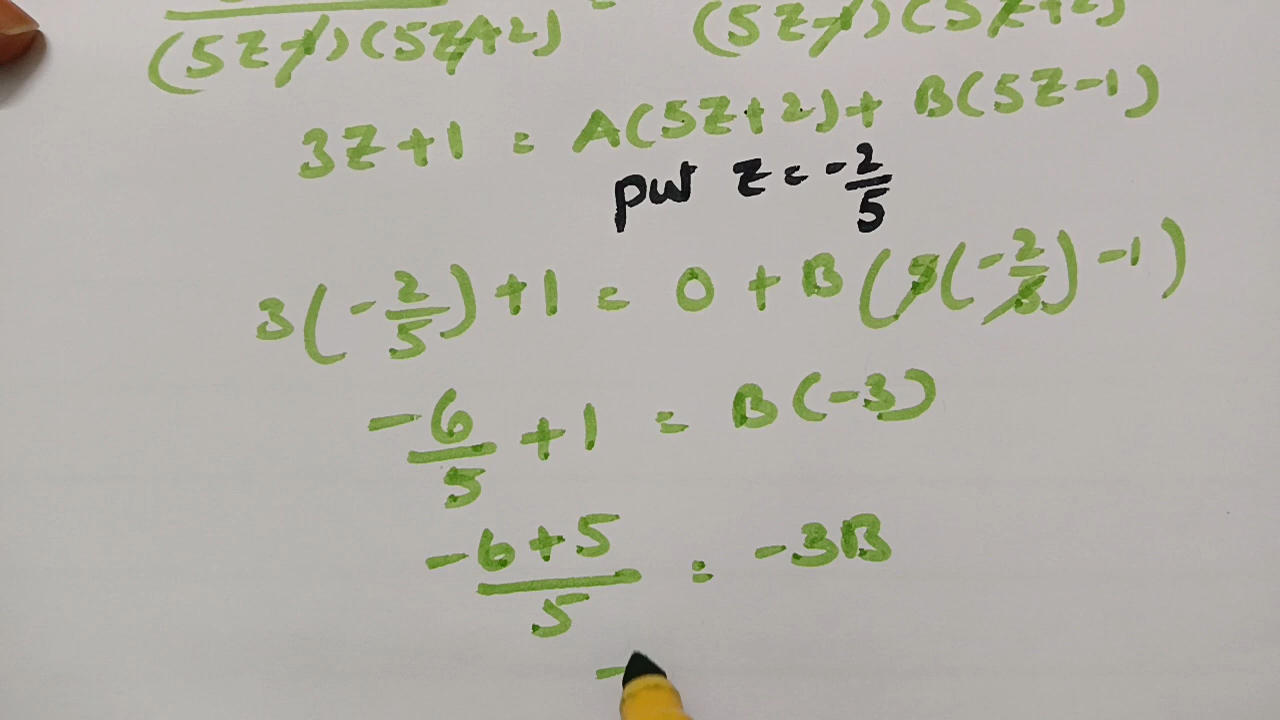 (5Z-1)(5Z+2) = (5Z-1)(5Z+2)
3Z+1 = A(5Z+2)+ B(5Z-1)
put Z = -2/5
3(-2/5)+1 = 0 + B(5(-2/5)-1)
-6/5 +1 = B(-3)
-6+5/5 = -3B
-